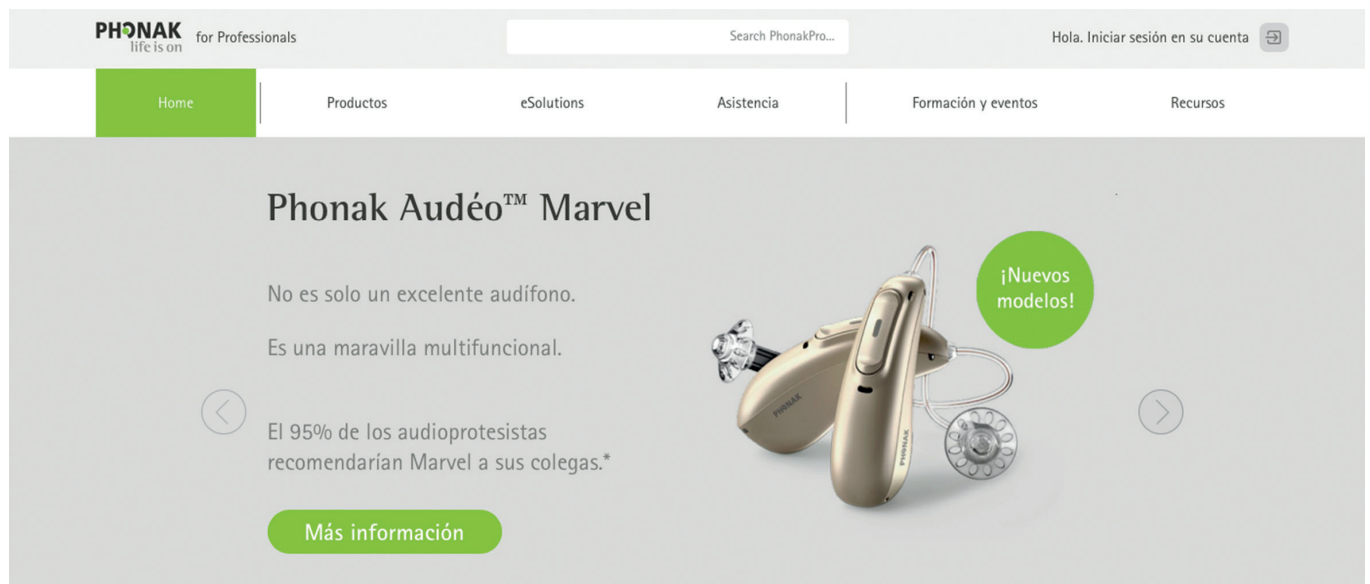 PHONAK
life is on
for Professionals
Search PhonakPro...
Hola. Iniciar sesión en su cuenta
Home
Productos
eSolutions
Asistencia
Formación y eventos
Recursos
Phonak Audéo™ Marvel
No es solo un excelente audífono.
Es una maravilla multifuncional.
El 95% de los audioprotesistas
recomendarían Marvel a sus colegas.*
Más información
¡Nuevos
modelos!
PHONAK
PHONAK